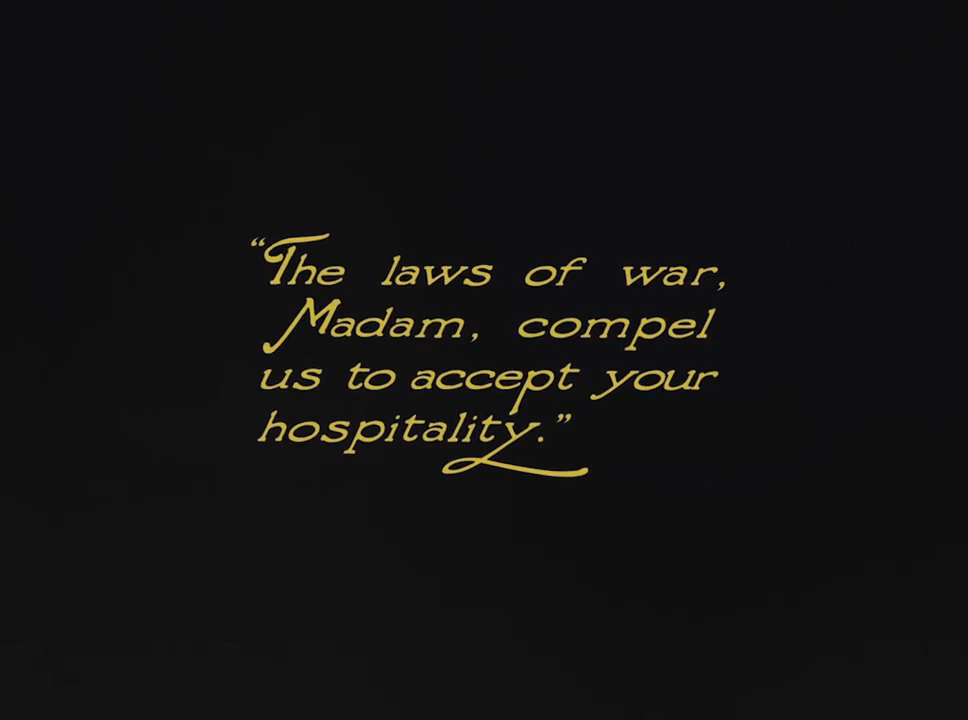 “The laws of war,
Madam, compel
us to accept your
hospitality.”